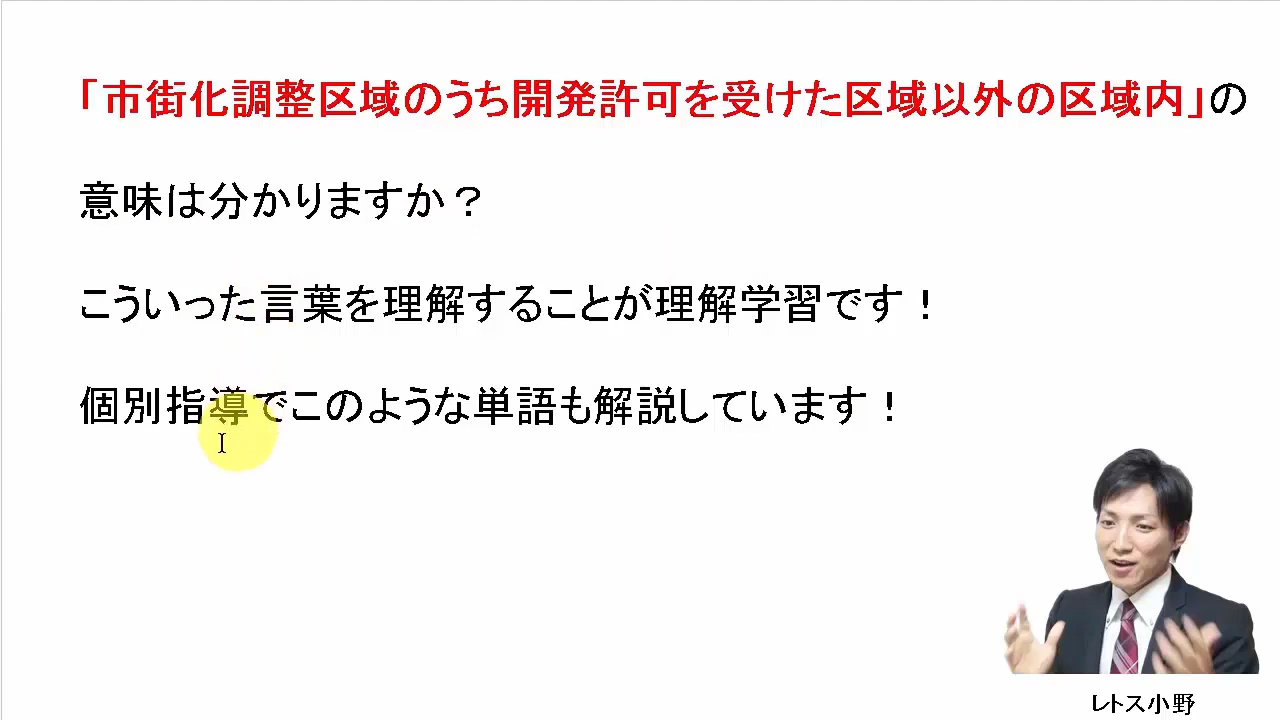 「市街化調整区域のうち開発許可を受けた区域以外の区域内」の
意味は分かりますか？
こういった言葉を理解することが理解学習です！
個別指導でこのような単語も解説しています！
レトス小野